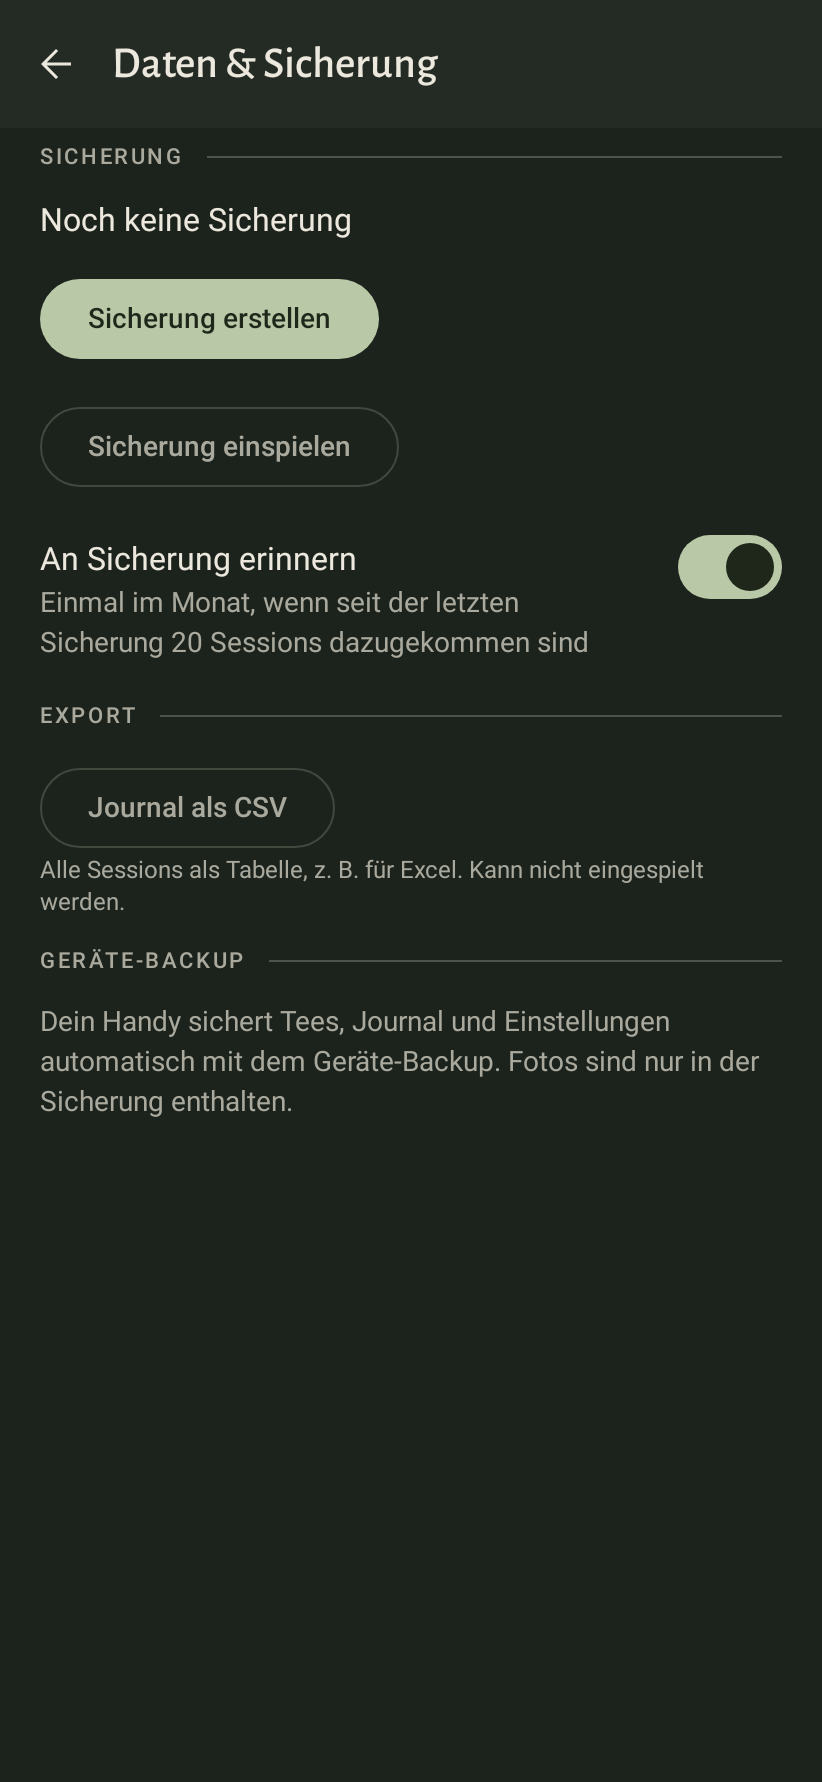 Daten & Sicherung
SICHERUNG
Noch keine Sicherung
Sicherung erstellen
Sicherung einspielen
An Sicherung erinnern
Einmal im Monat, wenn seit der letzten
Sicherung 20 Sessions dazugekommen sind
EXPORT
Journal als CSV
Alle Sessions als Tabelle, z. B. für Excel. Kann nicht eingespielt
werden.
GERÄTE-BACKUP
Dein Handy sichert Tees, Journal und Einstellungen
automatisch mit dem Geräte-Backup. Fotos sind nur in der
Sicherung enthalten.